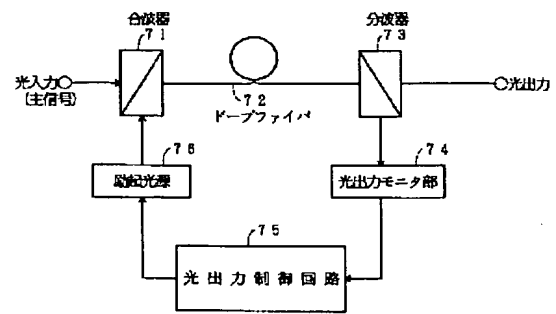 合波器
71
分波器
73
光入力
(主信号)
72
ドープファイバ
光出力
76
励起光源
74
光出力モニタ部
75
光出力制御回路